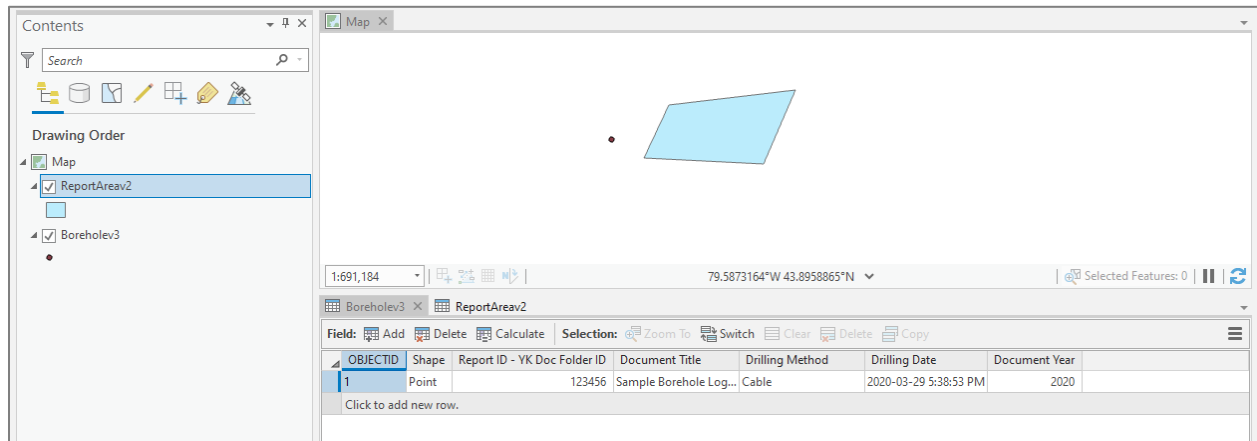 Contents
Search
Drawing Order
Map
ReportAreav2
Boreholev3
Map
1:691,184
79.5873164°W 43.8958865°N
Selected Features: 0
Boreholev3
ReportAreav2
Field: Add Delete Calculate Selection: Zoom To Switch Clear Delete Copy
OBJECTID Shape Report ID - YK Doc Folder ID Document Title Drilling Method Drilling Date Document Year
1 Point 123456 Sample Borehole Log... Cable 2020-03-29 5:38:53 PM 2020
Click to add new row.